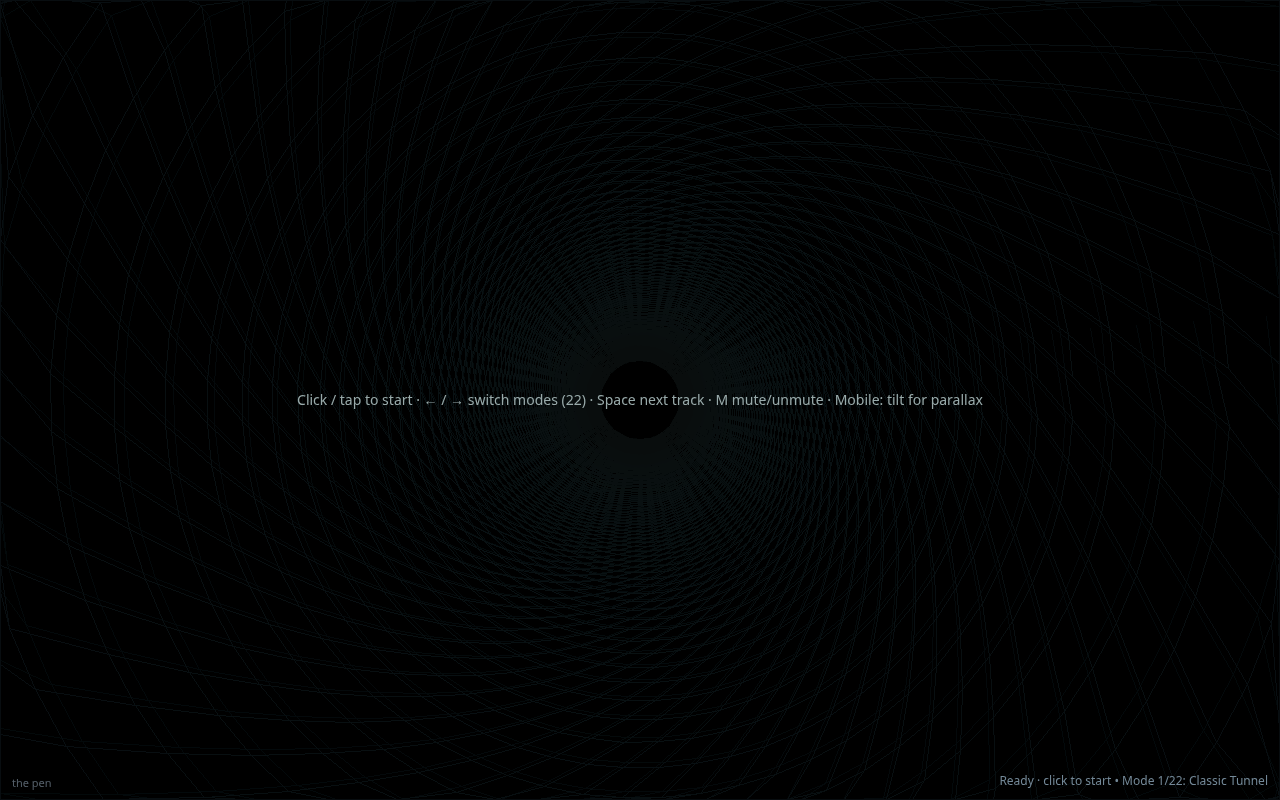 Click / tap to start · ← / → switch modes (22) · Space next track · M mute/unmute · Mobile: tilt for parallax
the pen
Ready · click to start • Mode 1/22: Classic Tunnel